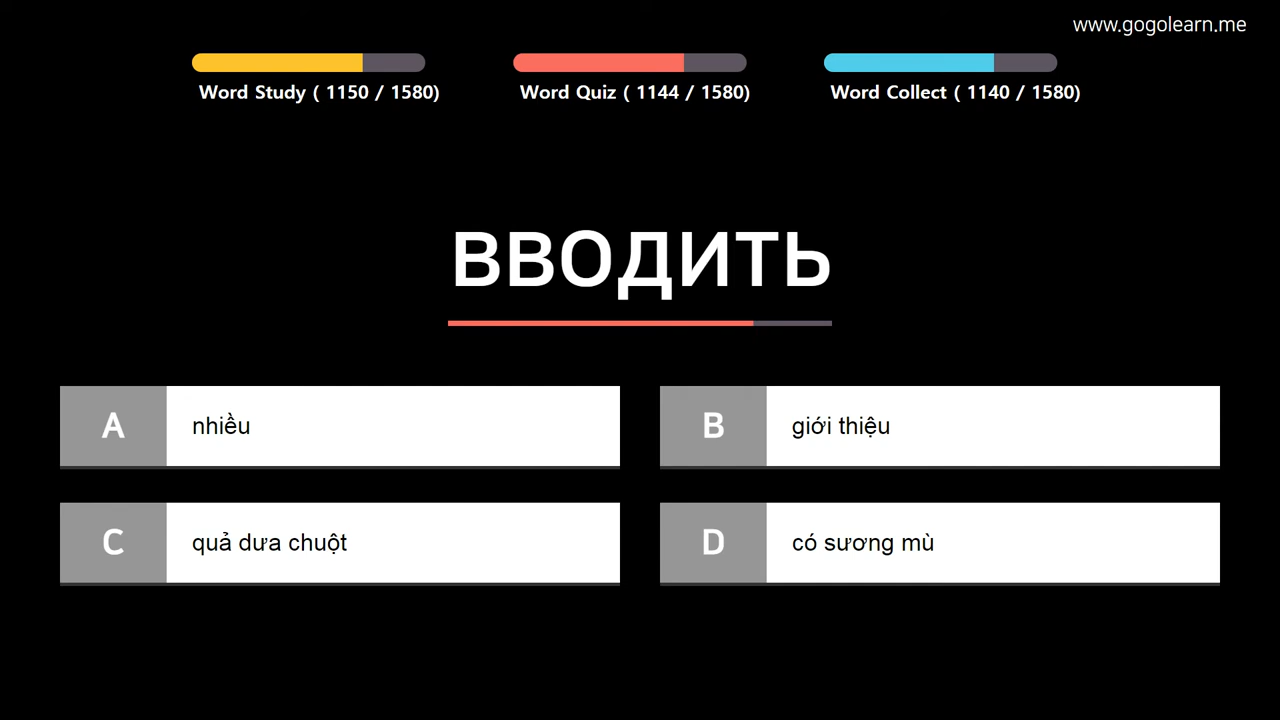 www.gogolearn.me
Word Study ( 1150 / 1580)
Word Quiz ( 1144 / 1580)
Word Collect ( 1140 / 1580)
ВВОДИТЬ
A nhiều
B giới thiệu
C quả dưa chuột
D có sương mù